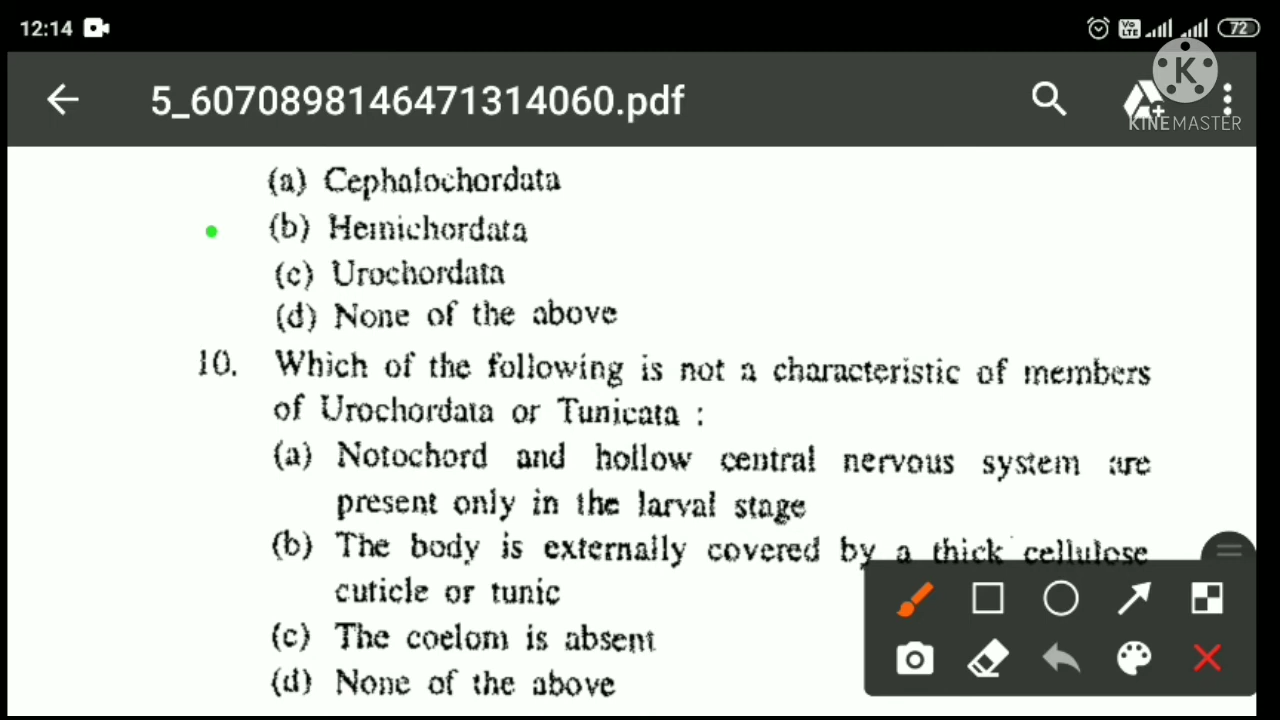 12:14 Vo LTE 72
5_6070898146471314060.pdf
K
KINEMASTER
(a) Cephalochordata
(b) Hemichordata
(c) Urochordata
(d) None of the above
10. Which of the following is not a characteristic of members
of Urochordata or Tunicata :
(a) Notochord and hollow central nervous system are
present only in the larval stage
(b) The body is externally covered by a thick cellulose
cuticle or tunic
(c) The coelom is absent
(d) None of the above